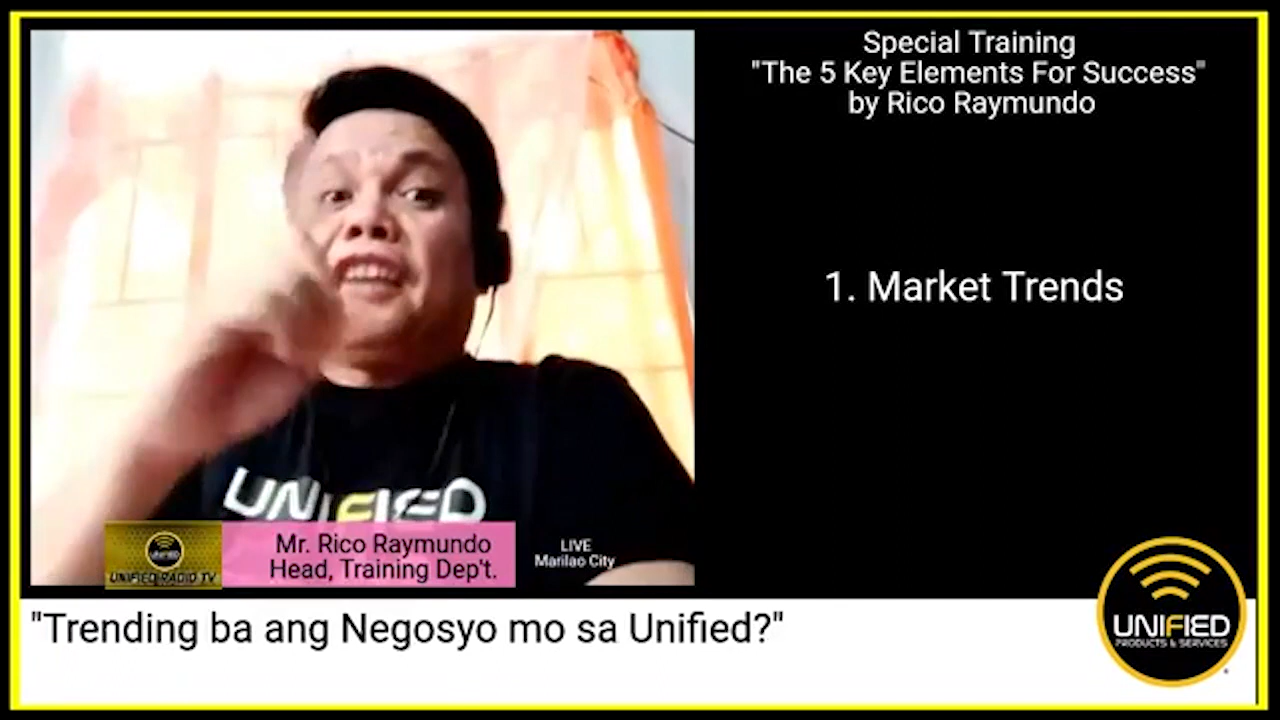 Special Training
"The 5 Key Elements For Success"
by Rico Raymundo
1. Market Trends
UNIFIED
UNIFIED
UNIFIED RADIO TV
Mr. Rico Raymundo
Head, Training Dep't.
LIVE
Marilao City
"Trending ba ang Negosyo mo sa Unified?"
UNIFIED
PRODUCTS & SERVICES